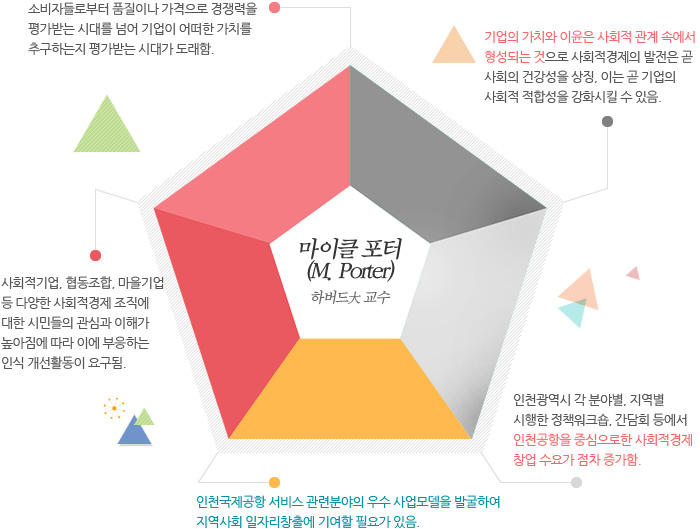 소비자들로부터 품질이나 가격으로 경쟁력을
평가받는 시대를 넘어 기업이 어떠한 가치를
추구하는지 평가받는 시대가 도래함.
기업의 가치와 이윤은 사회적 관계 속에서
형성되는 것으로 사회적경제의 발전은 곧
사회의 건강성을 상징, 이는 곧 기업의
사회적 적합성을 강화시킬 수 있음.
마이클 포터
(M. Porter)
하버드大 교수
사회적기업, 협동조합, 마을기업
등 다양한 사회적경제 조직에
대한 시민들의 관심과 이해가
높아짐에 따라 이에 부응하는
인식 개선활동이 요구됨.
인천광역시 각 분야별, 지역별
시행한 정책워크숍, 간담회 등에서
인천공항을 중심으로한 사회적경제
창업 수요가 점차 증가함.
인천국제공항 서비스 관련분야의 우수 사업모델을 발굴하여
지역사회 일자리창출에 기여할 필요가 있음.